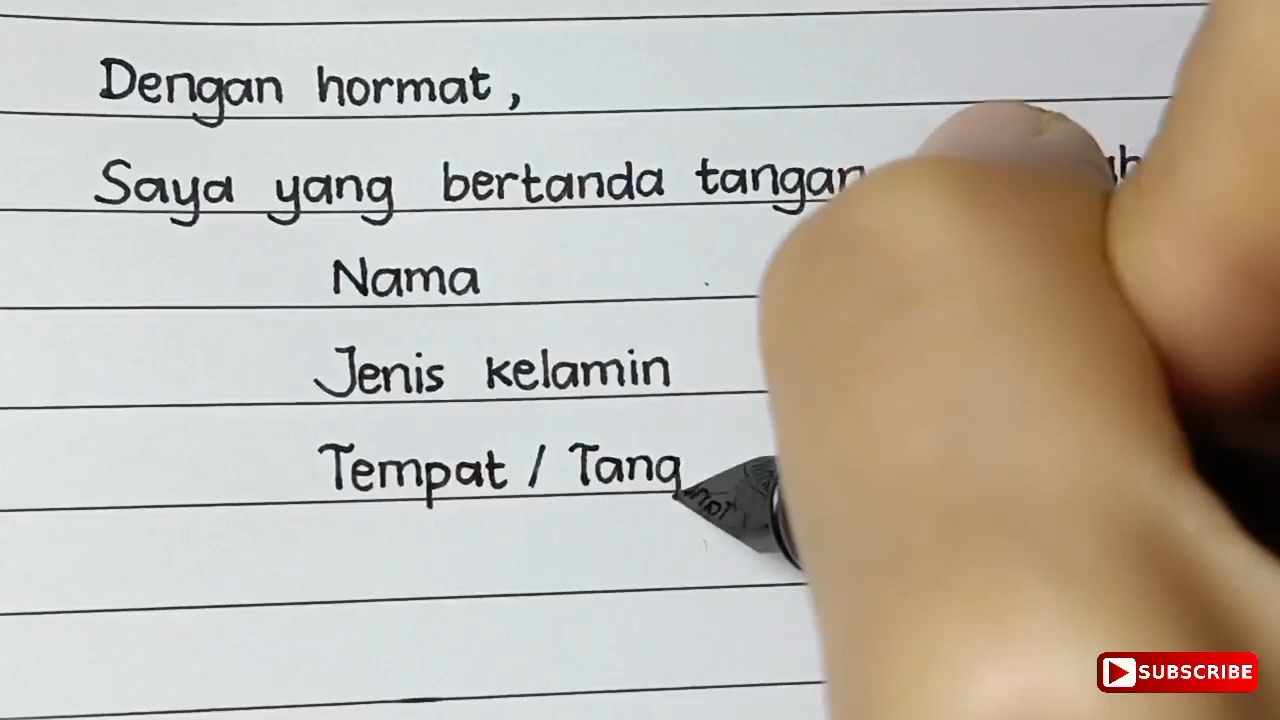 Dengan hormat,
Saya yang bertanda tangan
Nama
Jenis kelamin
Tempat / Tang
SUBSCRIBE